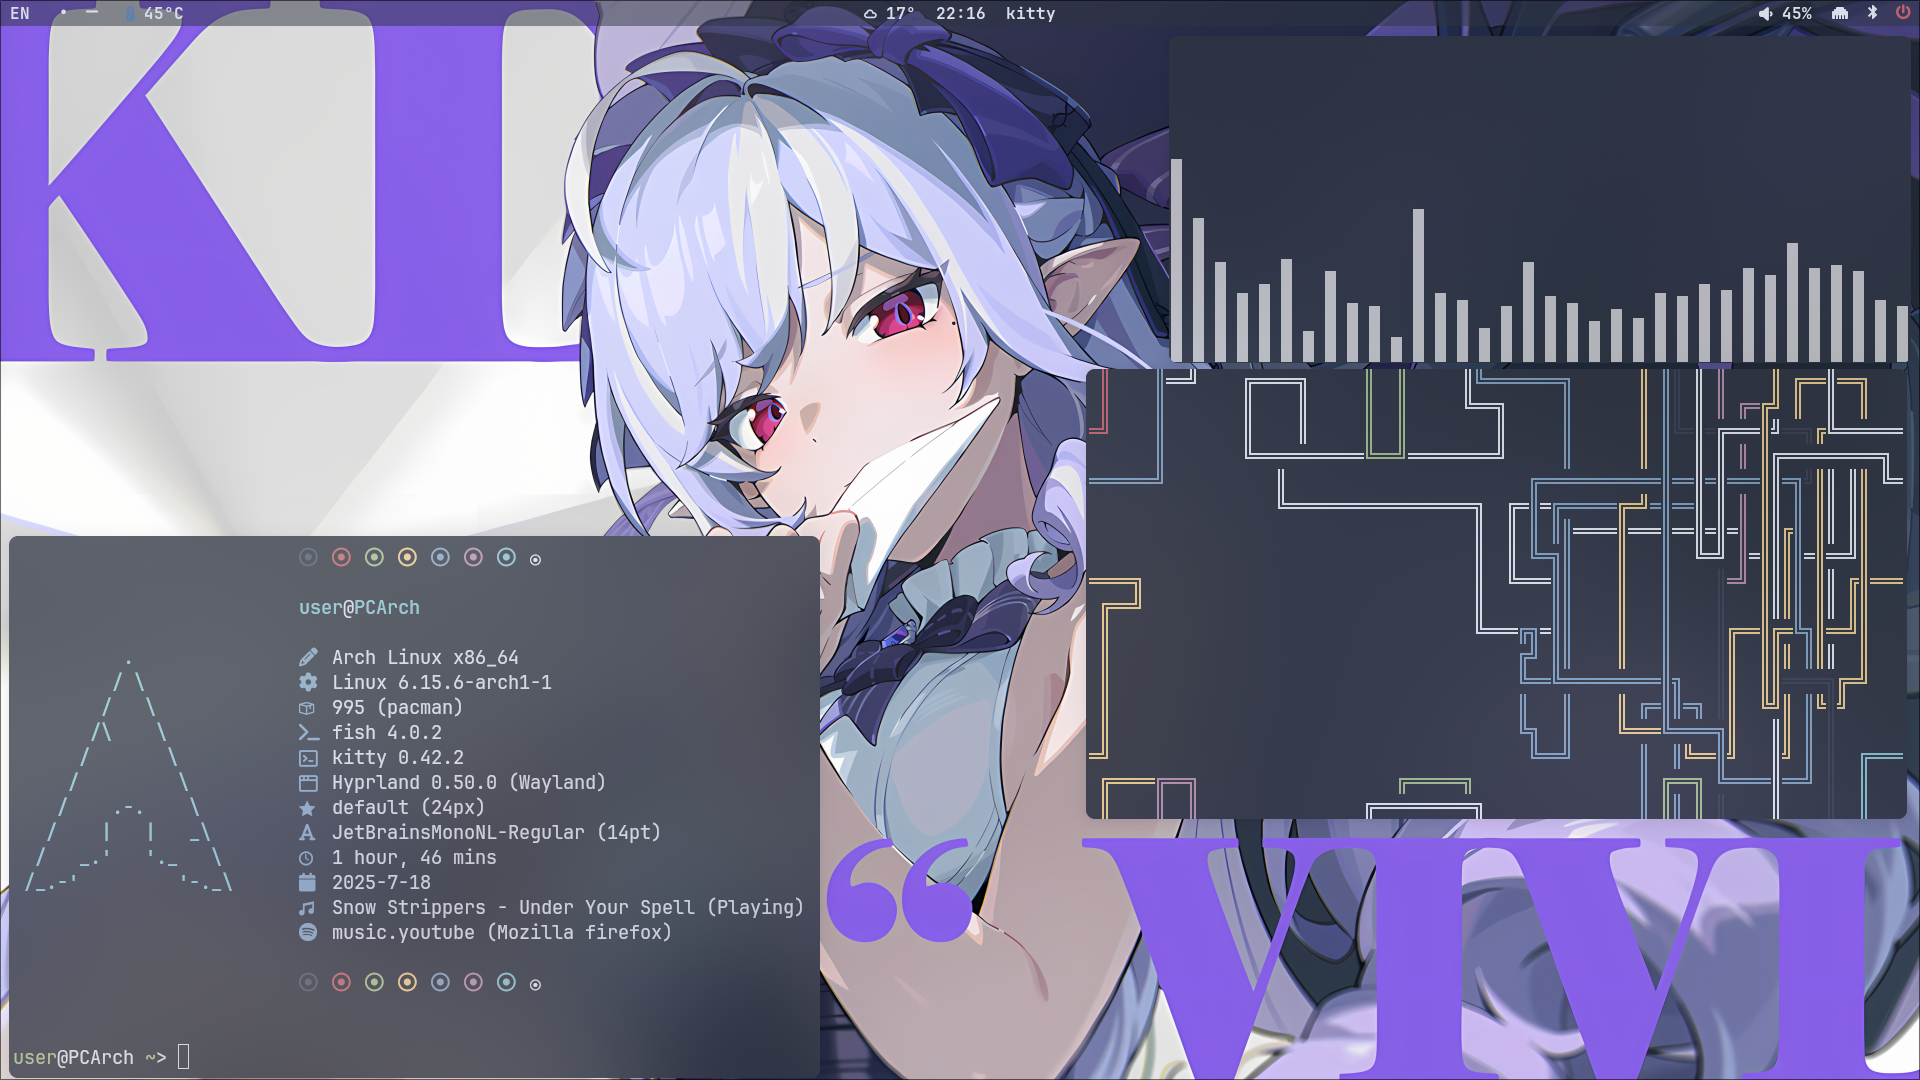 EN
45°C
17° 22:16 kitty
45%
user@PCArch
Arch Linux x86_64
Linux 6.15.6-arch1-1
995 (pacman)
fish 4.0.2
kitty 0.42.2
Hyprland 0.50.0 (Wayland)
default (24px)
JetBrainsMonoNL-Regular (14pt)
1 hour, 46 mins
2025-7-18
Snow Strippers - Under Your Spell (Playing)
music.youtube (Mozilla firefox)
user@PCArch ~>
“ VIVI